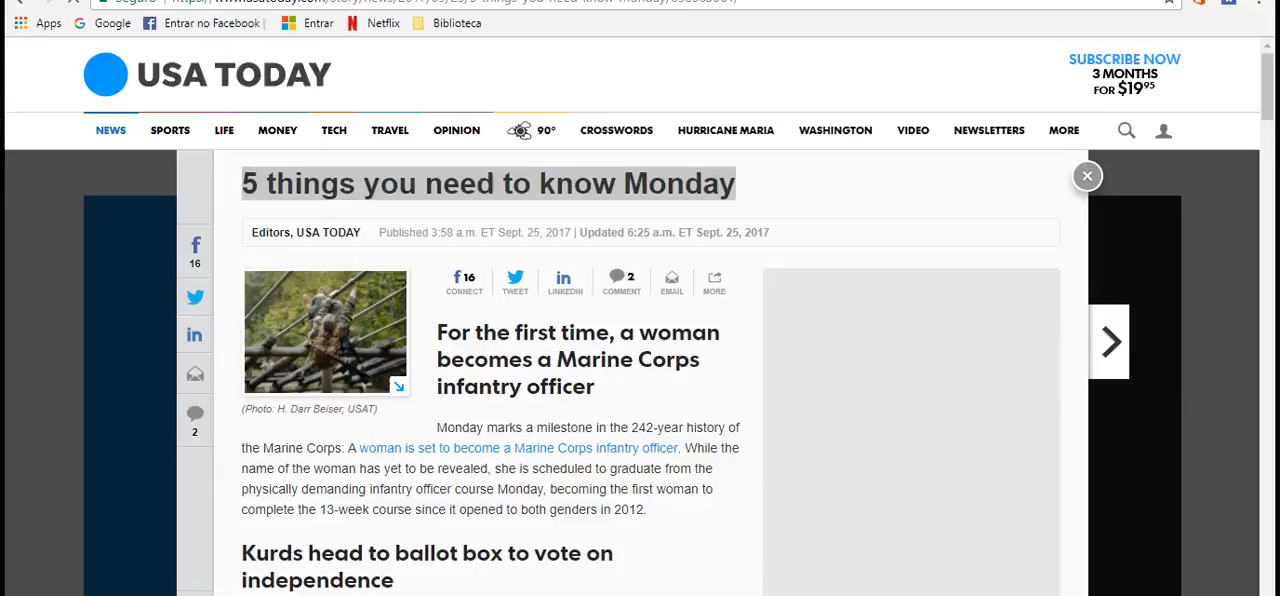 Apps Google Entrar no Facebook Entrar Netflix Biblioteca
USA TODAY
SUBSCRIBE NOW
3 MONTHS
FOR $19.95
NEWS SPORTS LIFE MONEY TECH TRAVEL OPINION 90° CROSSWORDS HURRICANE MARIA WASHINGTON VIDEO NEWSLETTERS MORE
5 things you need to know Monday
Editors, USA TODAY Published 3:58 a.m. ET Sept. 25, 2017 | Updated 6:25 a.m. ET Sept. 25, 2017
16
2
16
CONNECT
TWEET
LINKEDIN
2
COMMENT
EMAIL
MORE
(Photo: H. Darr Beiser, USAT)
For the first time, a woman
becomes a Marine Corps
infantry officer
Monday marks a milestone in the 242-year history of
the Marine Corps: A woman is set to become a Marine Corps infantry officer. While the
name of the woman has yet to be revealed, she is scheduled to graduate from the
physically demanding infantry officer course Monday, becoming the first woman to
complete the 13-week course since it opened to both genders in 2012.
Kurds head to ballot box to vote on
independence